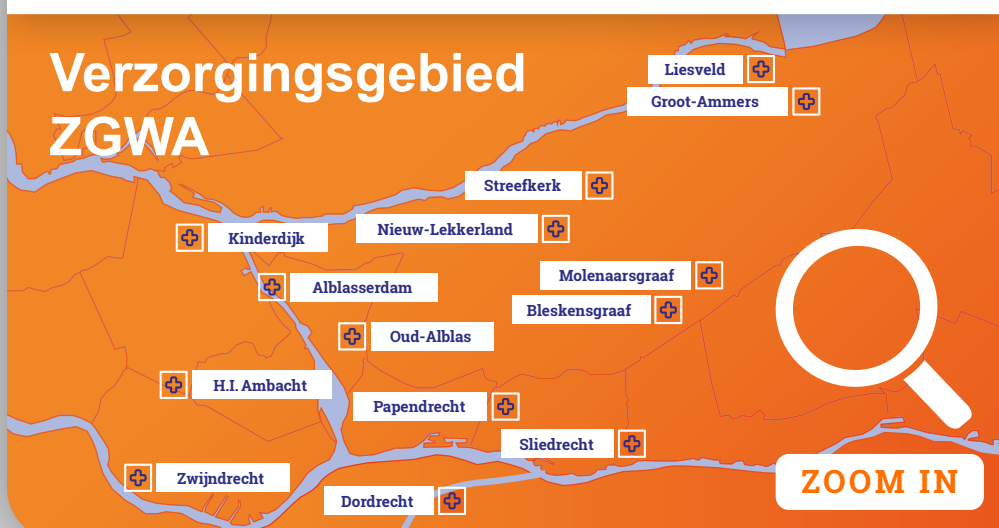 Verzorgingsgebied
ZGWA
Liesveld
Groot-Ammers
Streefkerk
Nieuw-Lekkerland
Kinderdijk
Molenaarsgraaf
Alblasserdam
Bleskensgraaf
Oud-Alblas
H.I. Ambacht
Papendrecht
Sliedrecht
Zwijndrecht
ZOOM IN
Dordrecht